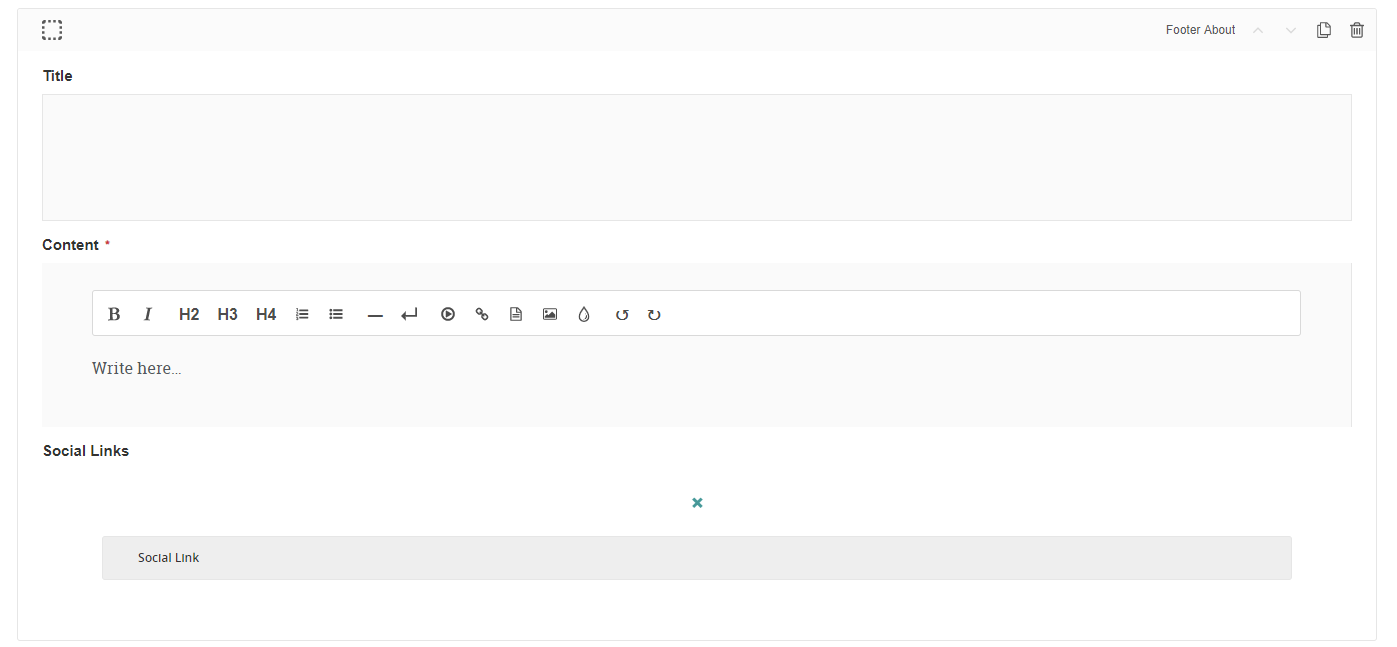 Footer About
Title
Content *
B I H2 H3 H4
Write here...
Social Links
Social Link